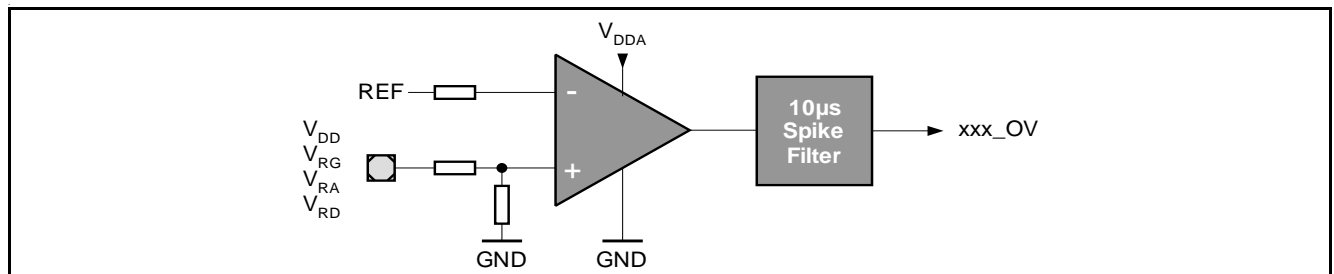 V_DDA
REF
-
10µs
Spike
Filter
xxx_OV
V_DD
V_RG
V_RA
V_RD
+
GND
GND